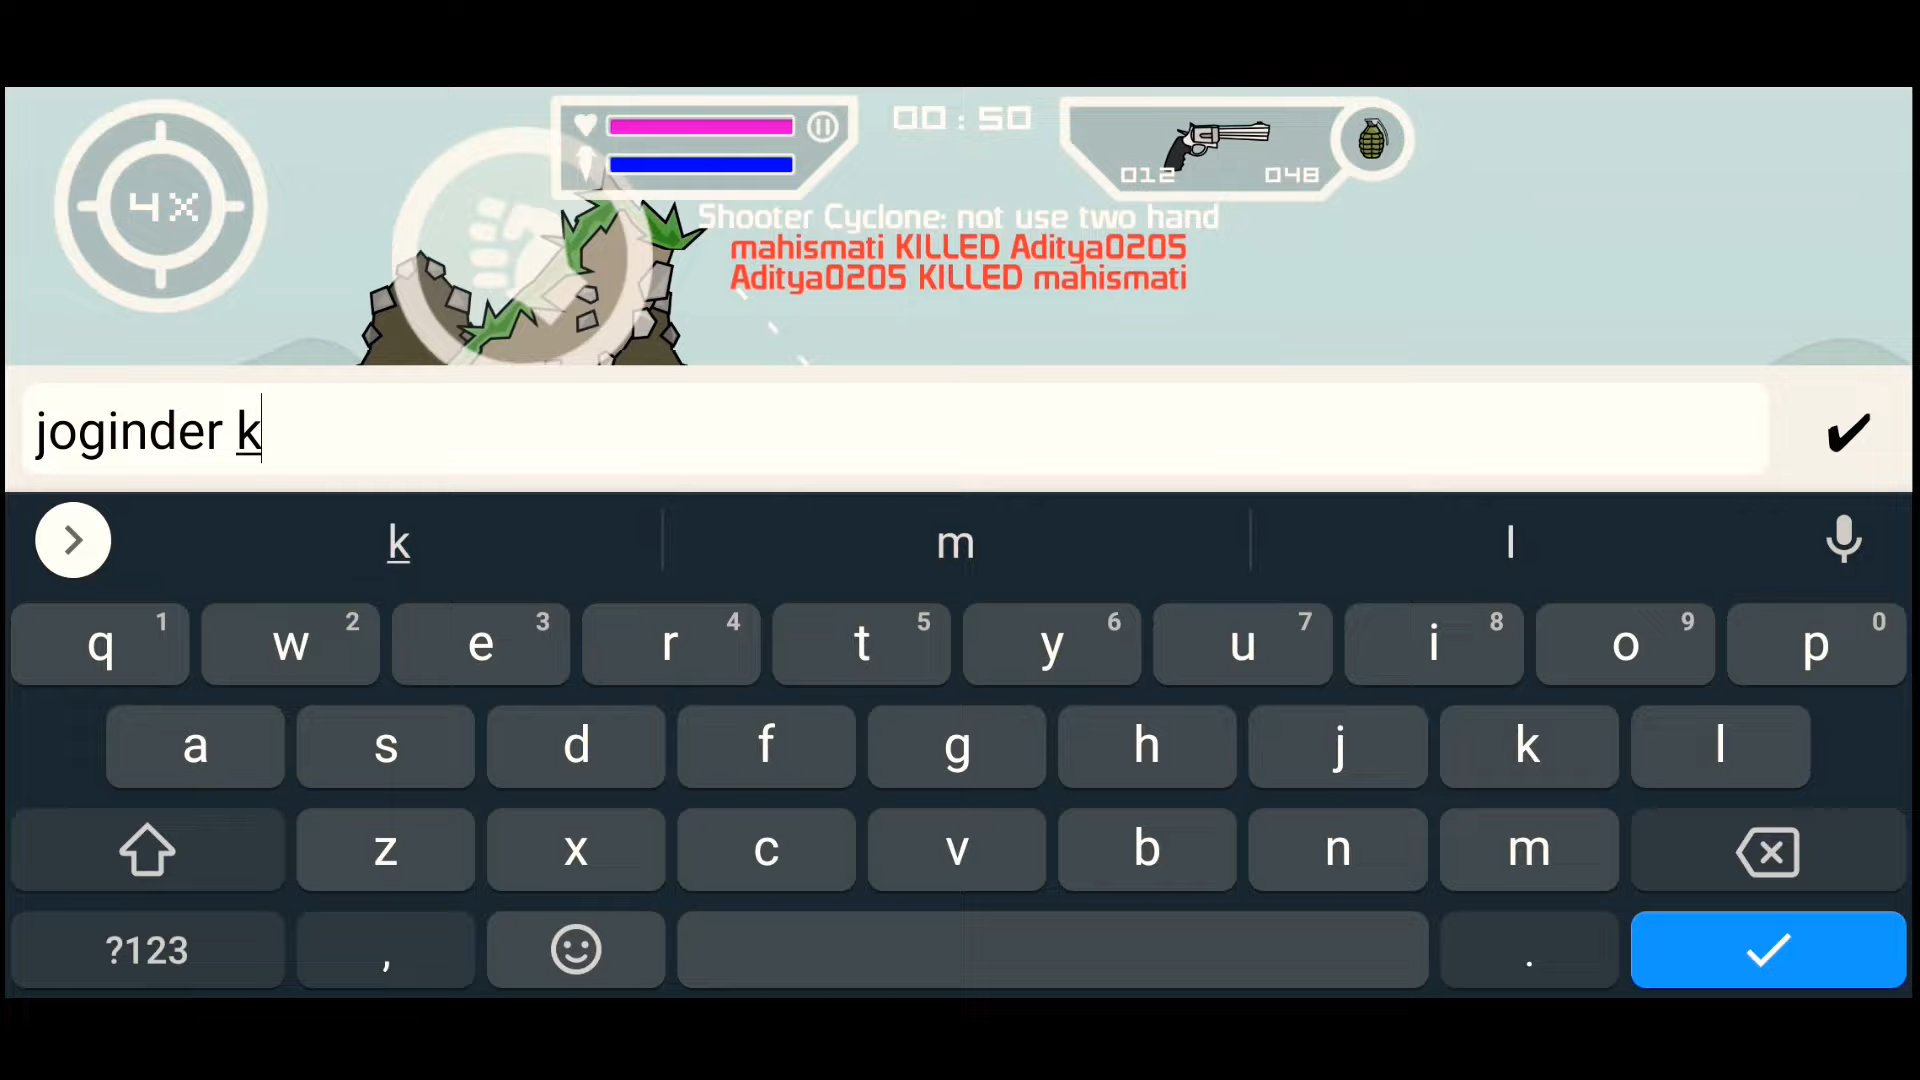 4X
00:50
012 048
Shooter Cyclone: not use two hand
mahismati KILLED Aditya0205
Aditya0205 KILLED mahismati
joginder k
k m l
q 1 w 2 e 3 r 4 t 5 y 6 u 7 i 8 o 9 p 0
a s d f g h j k l
z x c v b n m
?123 , .